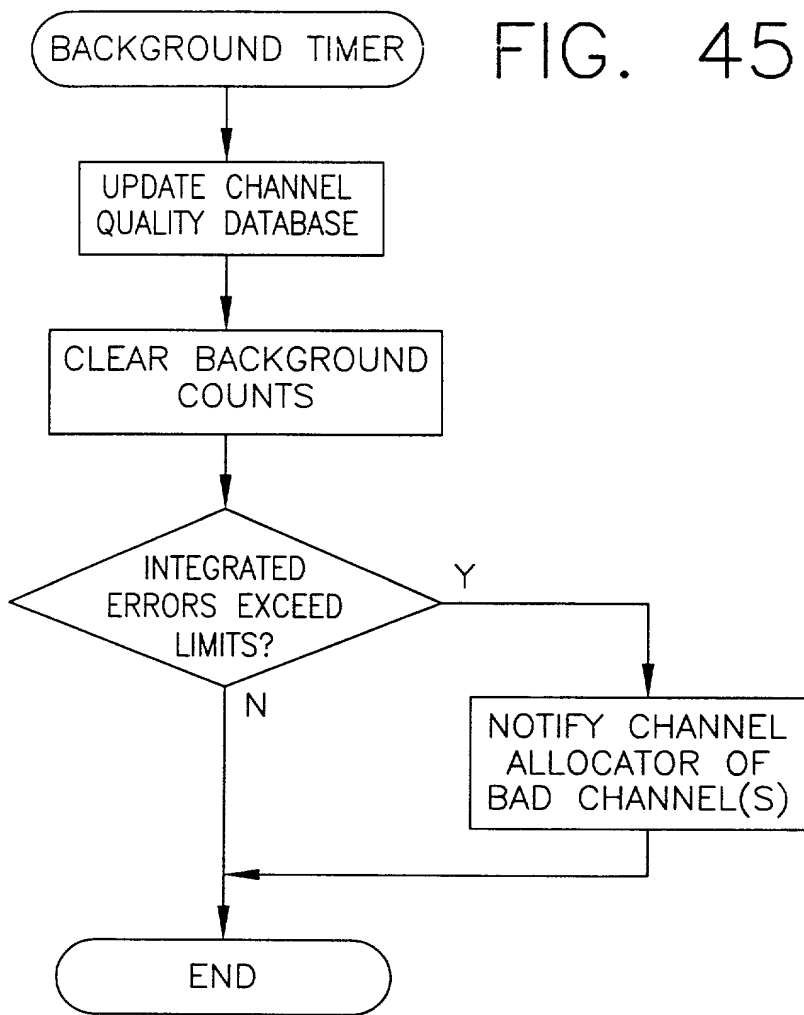 BACKGROUND TIMER
FIG. 45
UPDATE CHANNEL
QUALITY DATABASE
CLEAR BACKGROUND
COUNTS
INTEGRATED
ERRORS EXCEED
LIMITS?
Y
N
NOTIFY CHANNEL
ALLOCATOR OF
BAD CHANNEL(S)
END